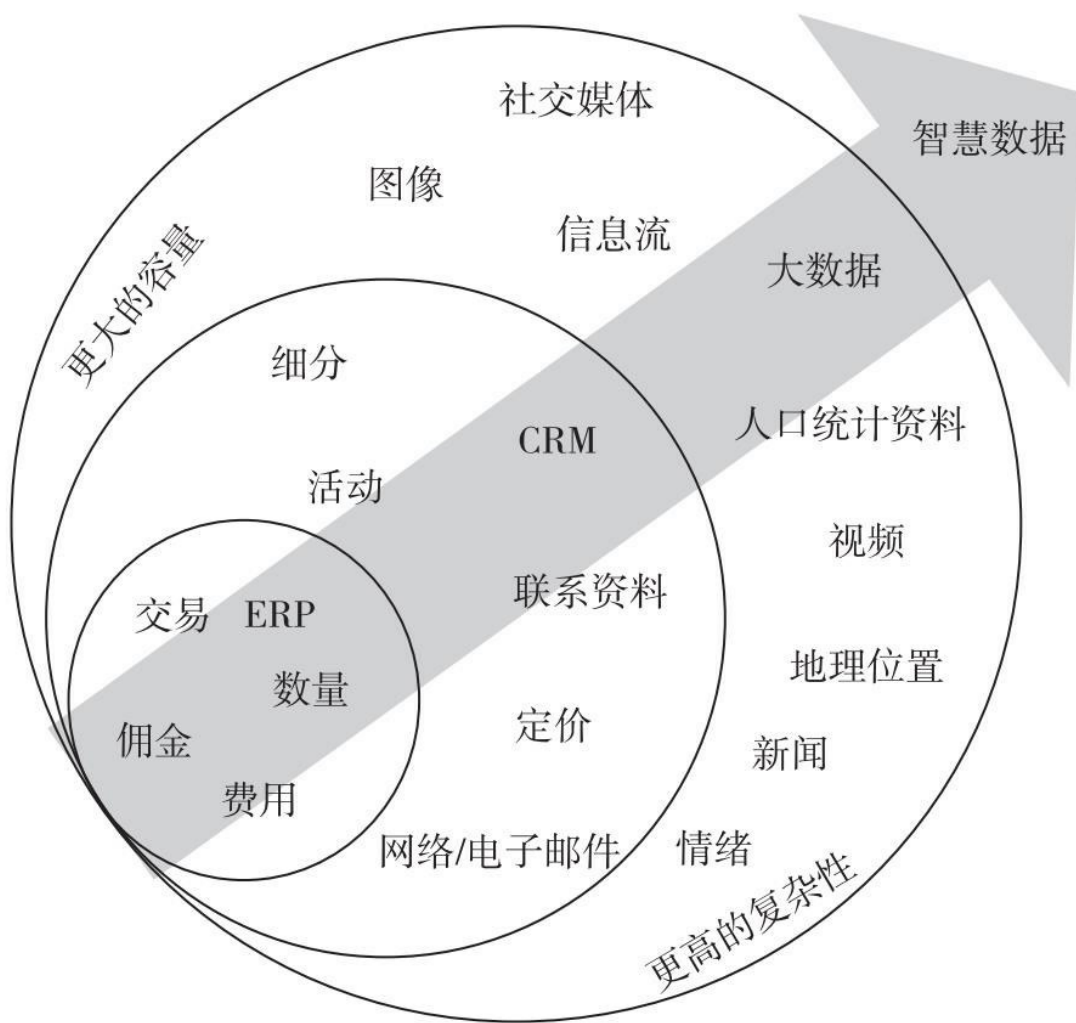 社交媒体
智慧数据
图像
信息流
大数据
更大的容量
细分
CRM
人口统计资料
活动
视频
联系资料
交易
ERP
地理位置
数量
定价
佣金
新闻
费用
网络/电子邮件
情绪
更高的复杂性